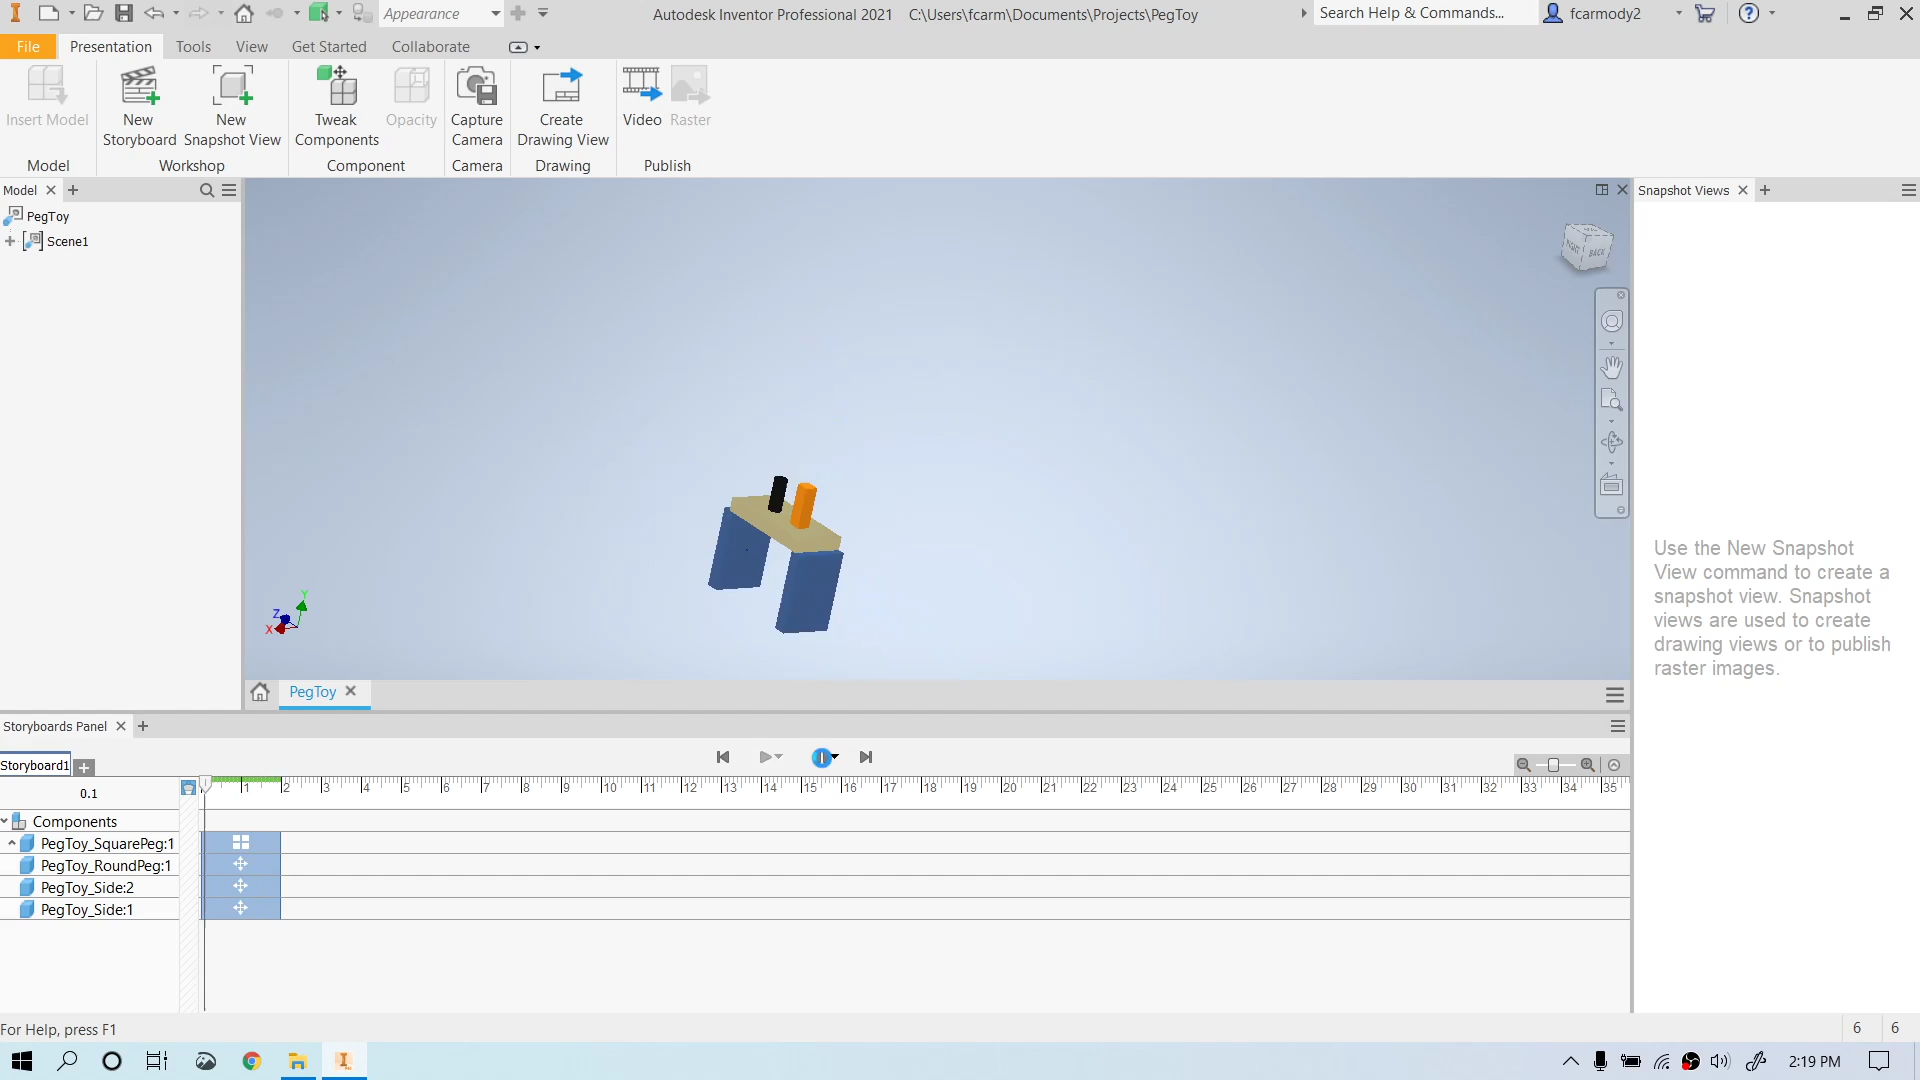 Appearance
Autodesk Inventor Professional 2021 C:\Users\fcarm\Documents\Projects\PegToy
Search Help & Commands...
fcarmody2
File
Presentation
Tools
View
Get Started
Collaborate
Insert Model
New Storyboard
New Snapshot View
Tweak Components
Opacity
Capture Camera
Create Drawing View
Video
Raster
Model
Workshop
Component
Camera
Drawing
Publish
Model
PegToy
Scene1
RIGHT
BACK
Y
Z
X
Snapshot Views
Use the New Snapshot
View command to create a
snapshot view. Snapshot
views are used to create
drawing views or to publish
raster images.
PegToy
Storyboards Panel
Storyboard1
0.1
1 2 3 4 5 6 7 8 9 10 11 12 13 14 15 16 17 18 19 20 21 22 23 24 25 26 27 28 29 30 31 32 33 34 35
Components
PegToy_SquarePeg:1
PegToy_RoundPeg:1
PegToy_Side:2
PegToy_Side:1
For Help, press F1
6 6
2:19 PM